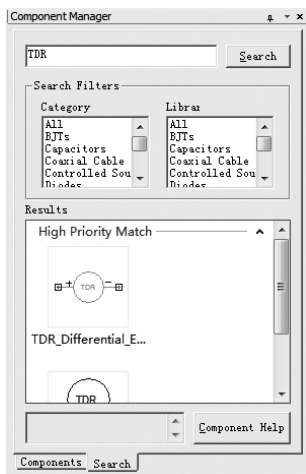 Component Manager
TDR
Search
Search Filters
Category
Librar
All
BJTs
Capacitors
Coaxial Cable
Controlled Sou
Diodes
All
BJTs
Capacitors
Coaxial Cable
Controlled Sou
Diodes
Results
High Priority Match
+ TDR −
TDR_Differential_E...
TDR
Component Help
Components
Search